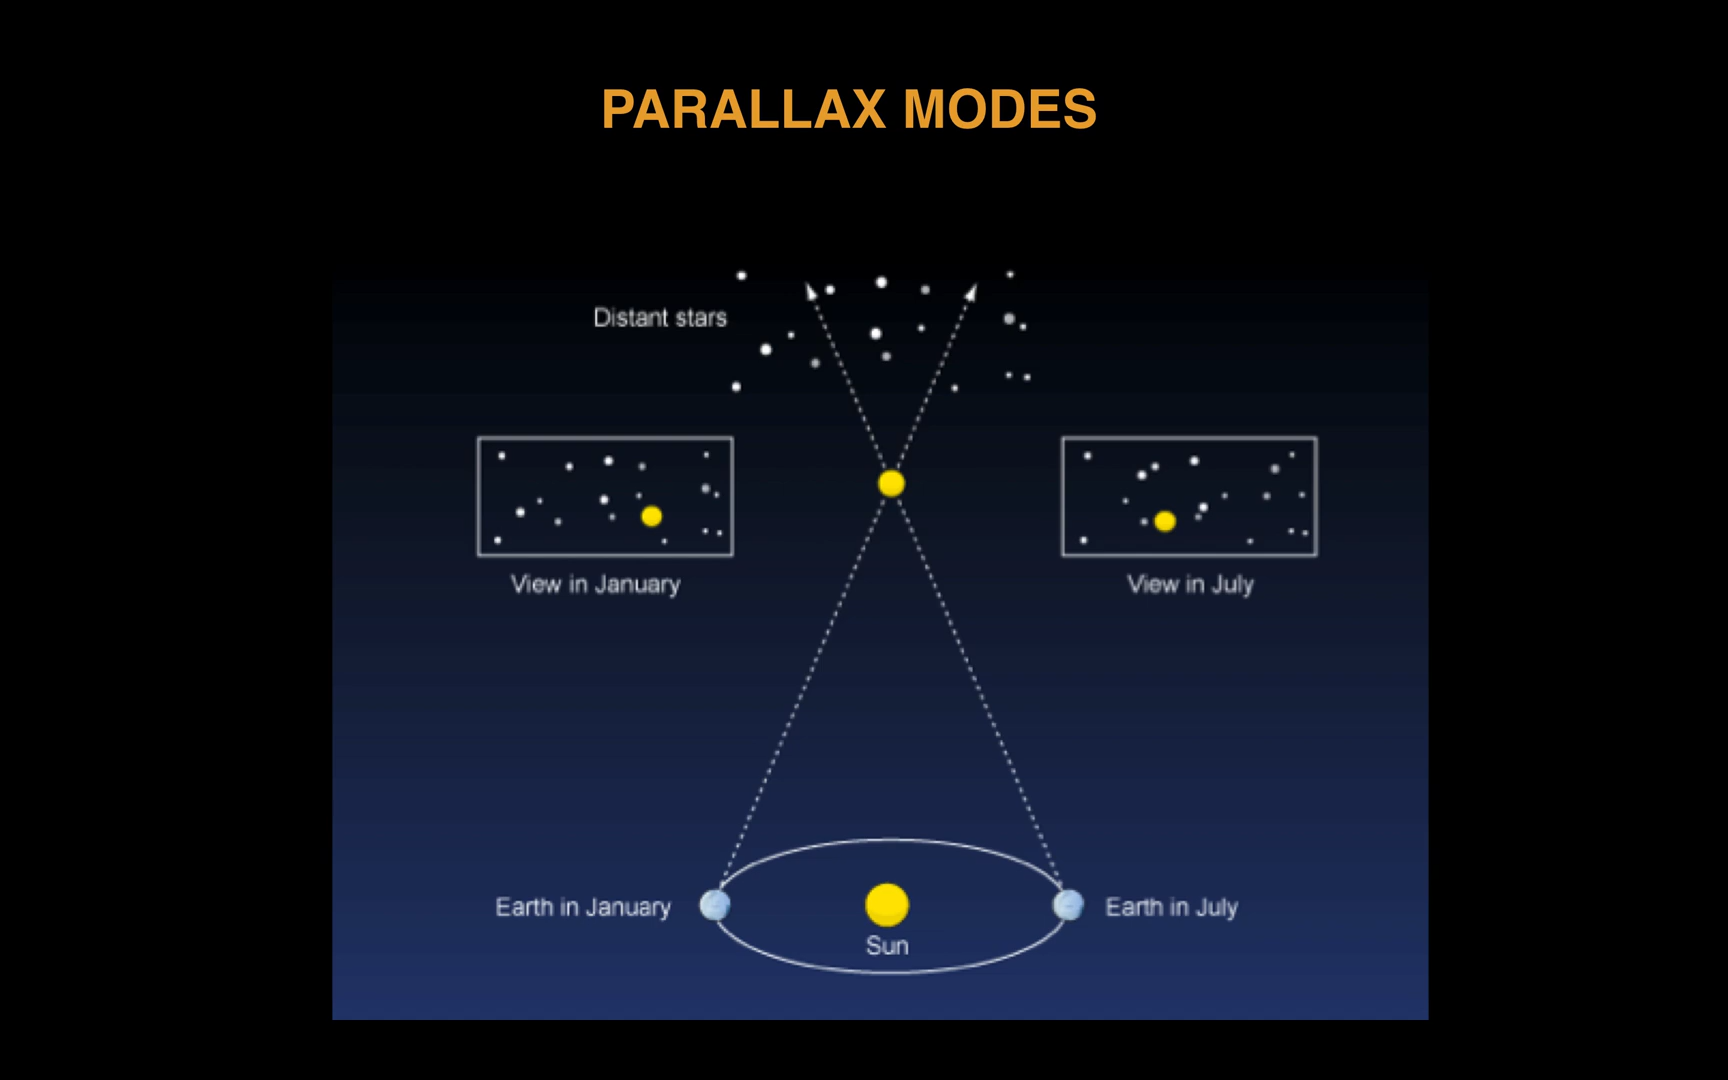 PARALLAX MODES
Distant stars
View in January
View in July
Earth in January
Earth in July
Sun